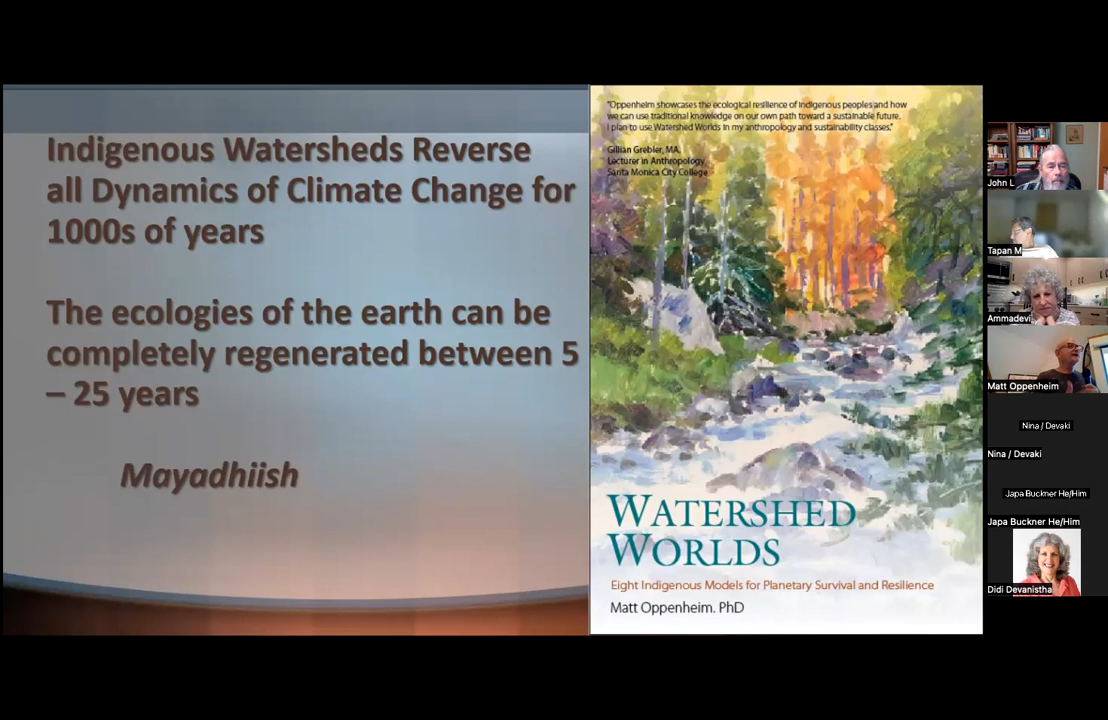 Indigenous Watersheds Reverse
all Dynamics of Climate Change for
1000s of years
The ecologies of the earth can be
completely regenerated between 5
– 25 years
Mayadhiish
"Oppenheim showcases the ecological resilience of Indigenous peoples and how
we can use traditional knowledge on our own path toward a sustainable future.
I plan to use Watershed Worlds in my anthropology and sustainability classes."
Gillian Grebler, MA.
Lecturer in Anthropology
Santa Monica City College
WATERSHED
WORLDS
Eight Indigenous Models for Planetary Survival and Resilience
Matt Oppenheim. PhD
John L
Tapan M
Ammadevi
Matt Oppenheim
Nina / Devaki
Nina / Devaki
Japa Buckner He/Him
Japa Buckner He/Him
Didi Devanistha